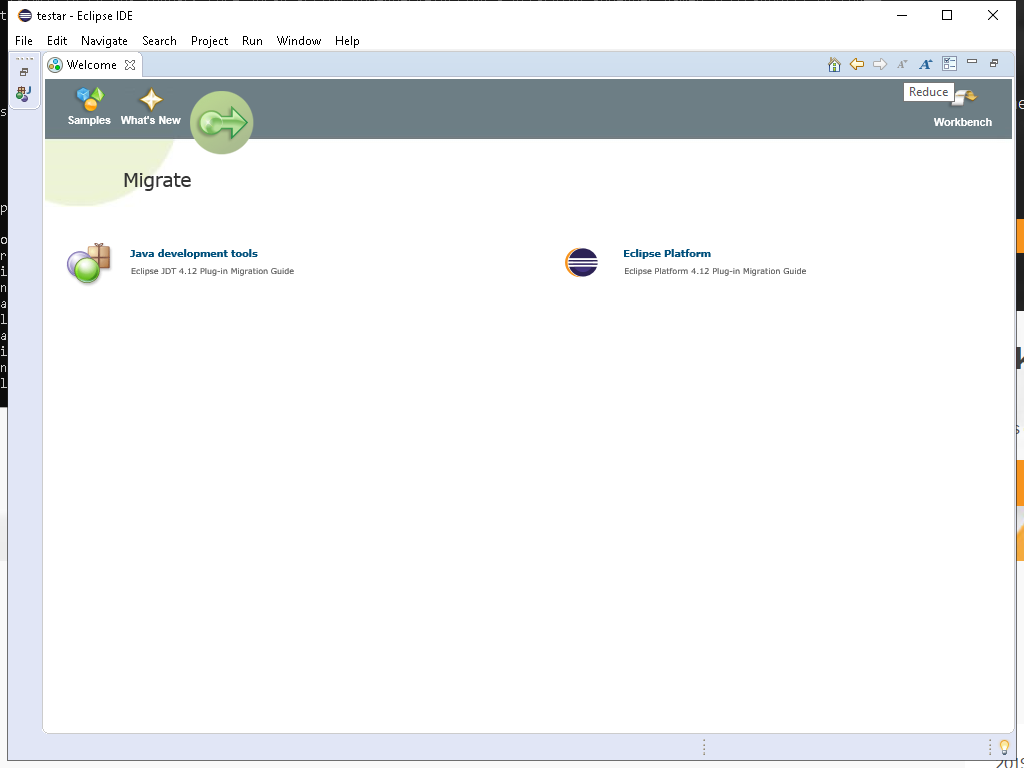 testar - Eclipse IDE
File Edit Navigate Search Project Run Window Help
Welcome
Reduce
Samples What's New
Workbench
Migrate
Java development tools
Eclipse JDT 4.12 Plug-in Migration Guide
Eclipse Platform
Eclipse Platform 4.12 Plug-in Migration Guide